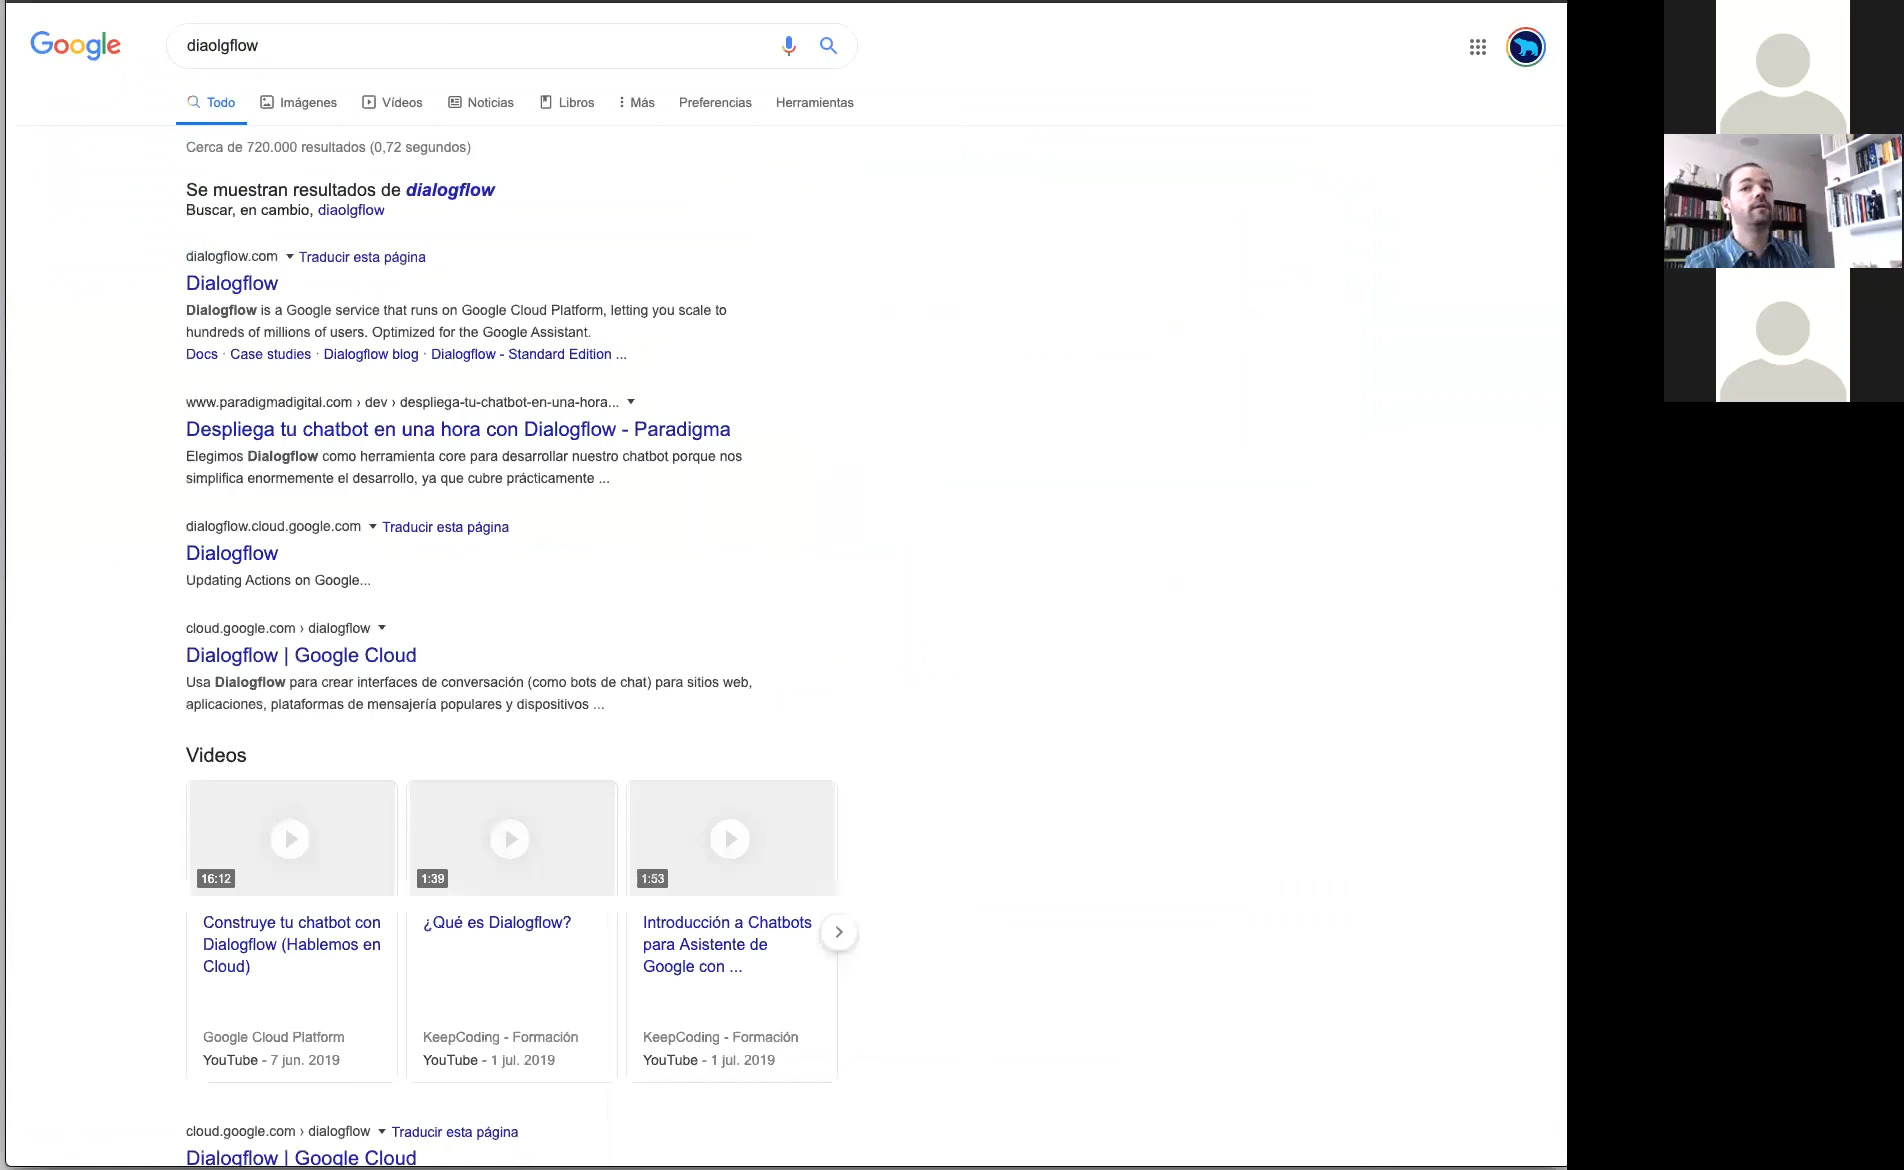 Google
diaolgflow
Todo
Imágenes
Vídeos
Noticias
Libros
Más
Preferencias
Herramientas
Cerca de 720.000 resultados (0,72 segundos)
Se muestran resultados de dialogflow
Buscar, en cambio, diaolgflow
dialogflow.com Traducir esta página
Dialogflow
Dialogflow is a Google service that runs on Google Cloud Platform, letting you scale to
hundreds of millions of users. Optimized for the Google Assistant.
Docs · Case studies · Dialogflow blog · Dialogflow - Standard Edition ...
www.paradigmadigital.com › dev › despliega-tu-chatbot-en-una-hora...
Despliega tu chatbot en una hora con Dialogflow - Paradigma
Elegimos Dialogflow como herramienta core para desarrollar nuestro chatbot porque nos
simplifica enormemente el desarrollo, ya que cubre prácticamente ...
dialogflow.cloud.google.com Traducir esta página
Dialogflow
Updating Actions on Google...
cloud.google.com › dialogflow
Dialogflow | Google Cloud
Usa Dialogflow para crear interfaces de conversación (como bots de chat) para sitios web,
aplicaciones, plataformas de mensajería populares y dispositivos ...
Videos
16:12
Construye tu chatbot con
Dialogflow (Hablemos en
Cloud)
Google Cloud Platform
YouTube - 7 jun. 2019
1:39
¿Qué es Dialogflow?
KeepCoding - Formación
YouTube - 1 jul. 2019
1:53
Introducción a Chatbots
para Asistente de
Google con ...
KeepCoding - Formación
YouTube - 1 jul. 2019
cloud.google.com › dialogflow Traducir esta página
Dialogflow | Google Cloud